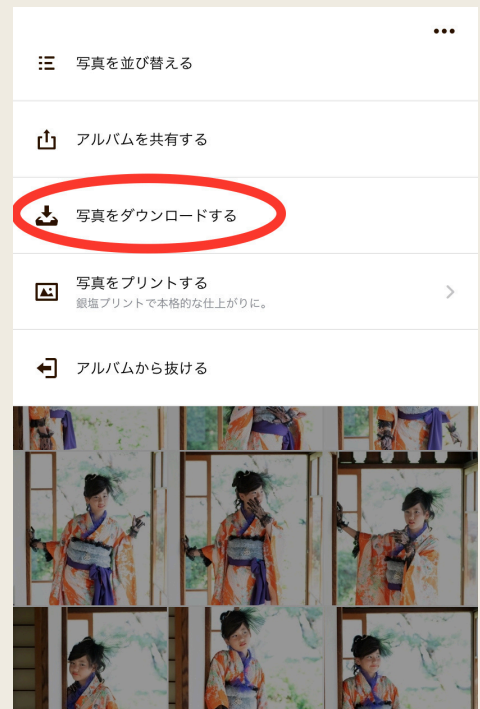 写真を並び替える
アルバムを共有する
写真をダウンロードする
写真をプリントする
銀塩プリントで本格的な仕上がりに。
アルバムから抜ける